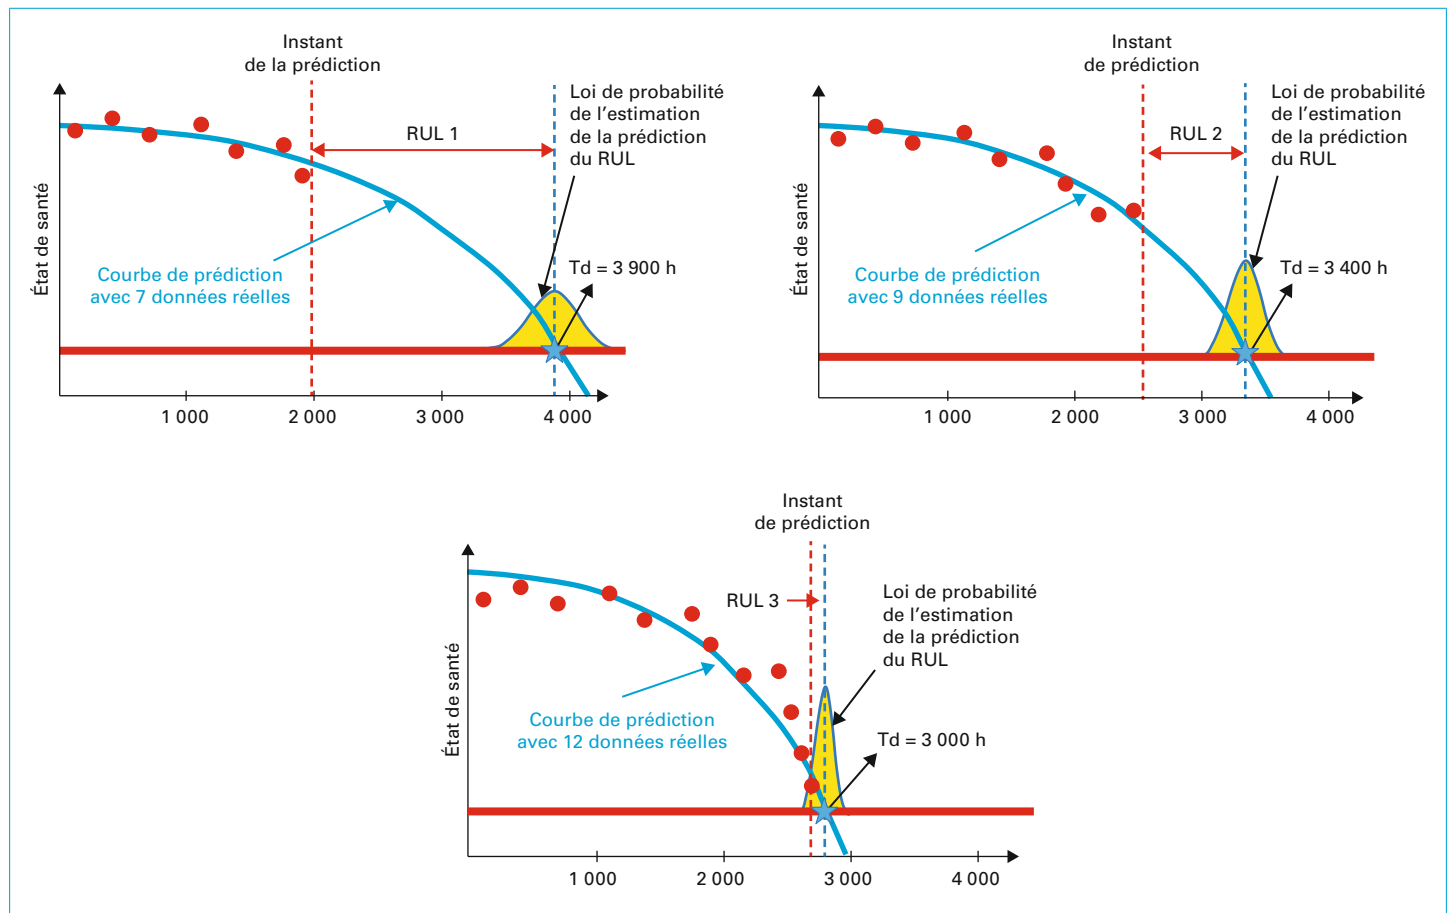 Instant
de la prédiction
Loi de probabilité
de l'estimation
de la prédiction
du RUL
RUL 1
État de santé
Courbe de prédiction
avec 7 données réelles
Td = 3 900 h
1 000
2 000
3 000
4 000
Instant
de prédiction
Loi de probabilité
de l'estimation
de la prédiction
du RUL
RUL 2
État de santé
Courbe de prédiction
avec 9 données réelles
Td = 3 400 h
1 000
2 000
3 000
4 000
Instant
de prédiction
RUL 3
Loi de probabilité
de l'estimation
de la prédiction
du RUL
État de santé
Courbe de prédiction
avec 12 données réelles
Td = 3 000 h
1 000
2 000
3 000
4 000